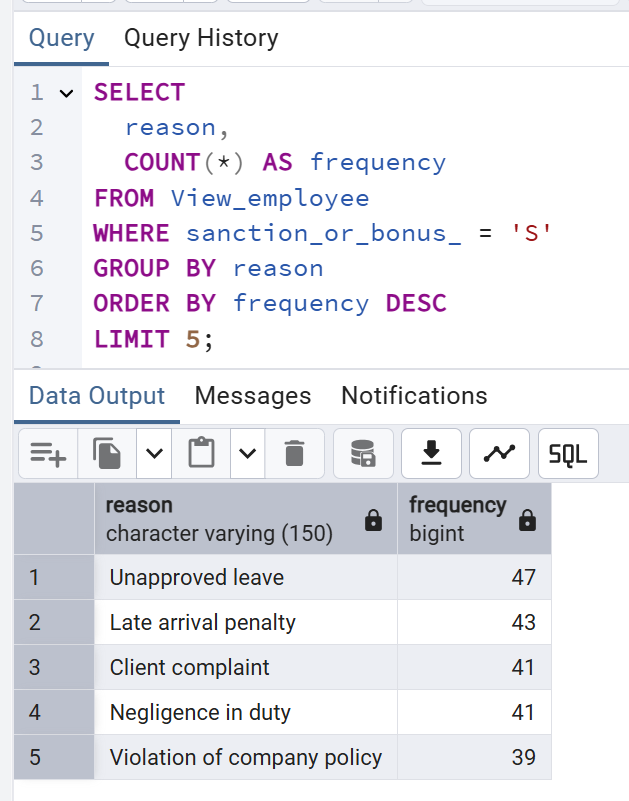 Query Query History
1 SELECT
2 reason,
3 COUNT(*) AS frequency
4 FROM View_employee
5 WHERE sanction_or_bonus_ = 'S'
6 GROUP BY reason
7 ORDER BY frequency DESC
8 LIMIT 5;
Data Output Messages Notifications
SQL
reason frequency
character varying (150) bigint
1 Unapproved leave 47
2 Late arrival penalty 43
3 Client complaint 41
4 Negligence in duty 41
5 Violation of company policy 39